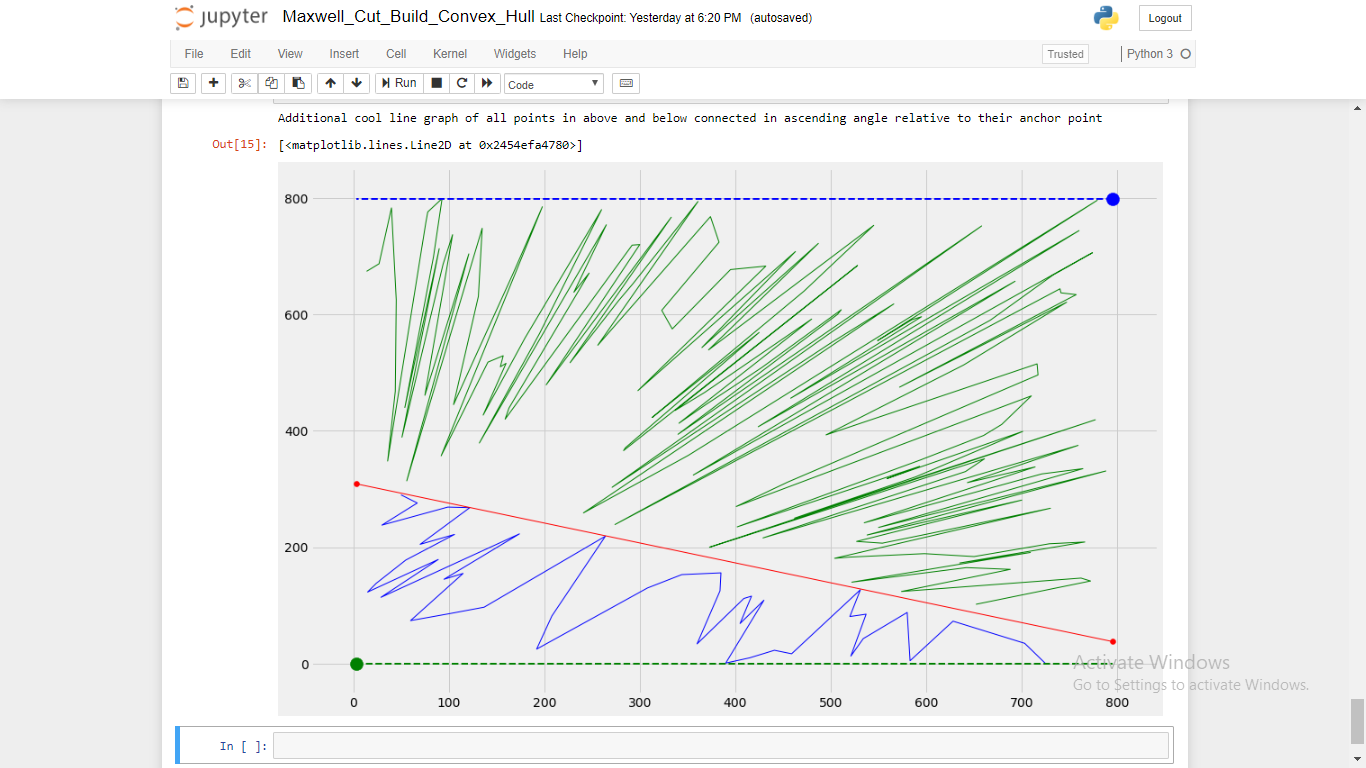 jupyter Maxwell_Cut_Build_Convex_Hull Last Checkpoint: Yesterday at 6:20 PM (autosaved) Logout
File Edit View Insert Cell Kernel Widgets Help Trusted Python 3
Run Code
Additional cool line graph of all points in above and below connected in ascending angle relative to their anchor point
Out[15]: [<matplotlib.lines.Line2D at 0x2454efa4780>]
800
600
400
200
0
0 100 200 300 400 500 600 700 800
Activate Windows
Go to Settings to activate Windows.
In [ ]: